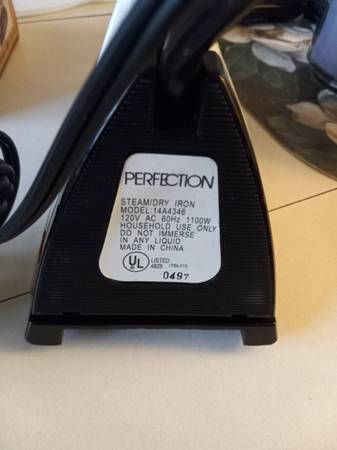 PERFECTION
STEAM/DRY IRON
MODEL:14A4346
120V AC 60Hz 1100W
HOUSEHOLD USE ONLY
DO NOT IMMERSE
IN ANY LIQUID
MADE IN CHINA
UL LISTED
0497